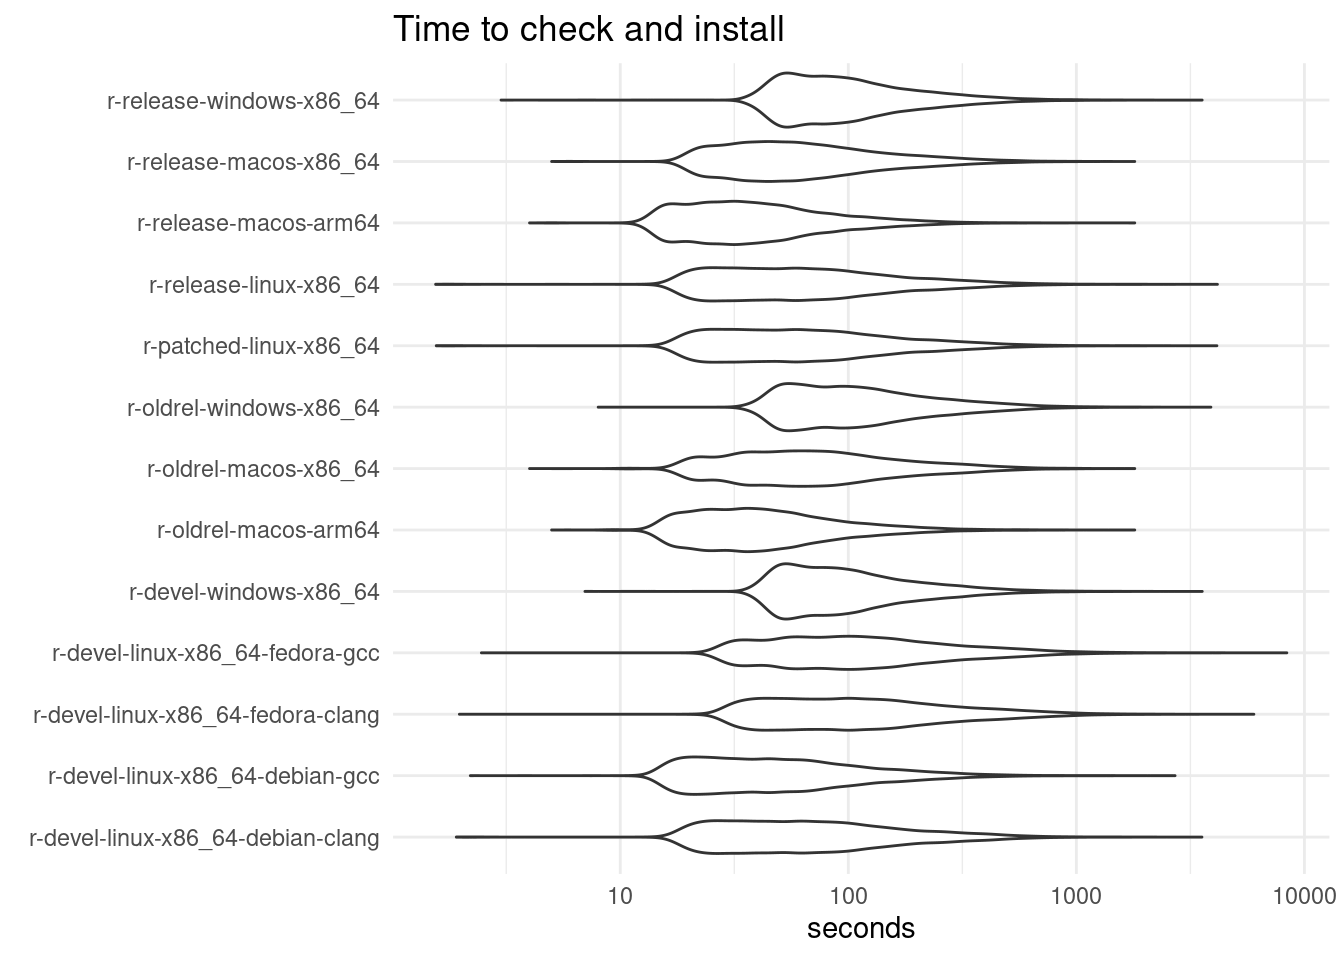 Time to check and install
r-release-windows-x86_64
r-release-macos-x86_64
r-release-macos-arm64
r-release-linux-x86_64
r-patched-linux-x86_64
r-oldrel-windows-x86_64
r-oldrel-macos-x86_64
r-oldrel-macos-arm64
r-devel-windows-x86_64
r-devel-linux-x86_64-fedora-gcc
r-devel-linux-x86_64-fedora-clang
r-devel-linux-x86_64-debian-gcc
r-devel-linux-x86_64-debian-clang
10 100 1000 10000
seconds